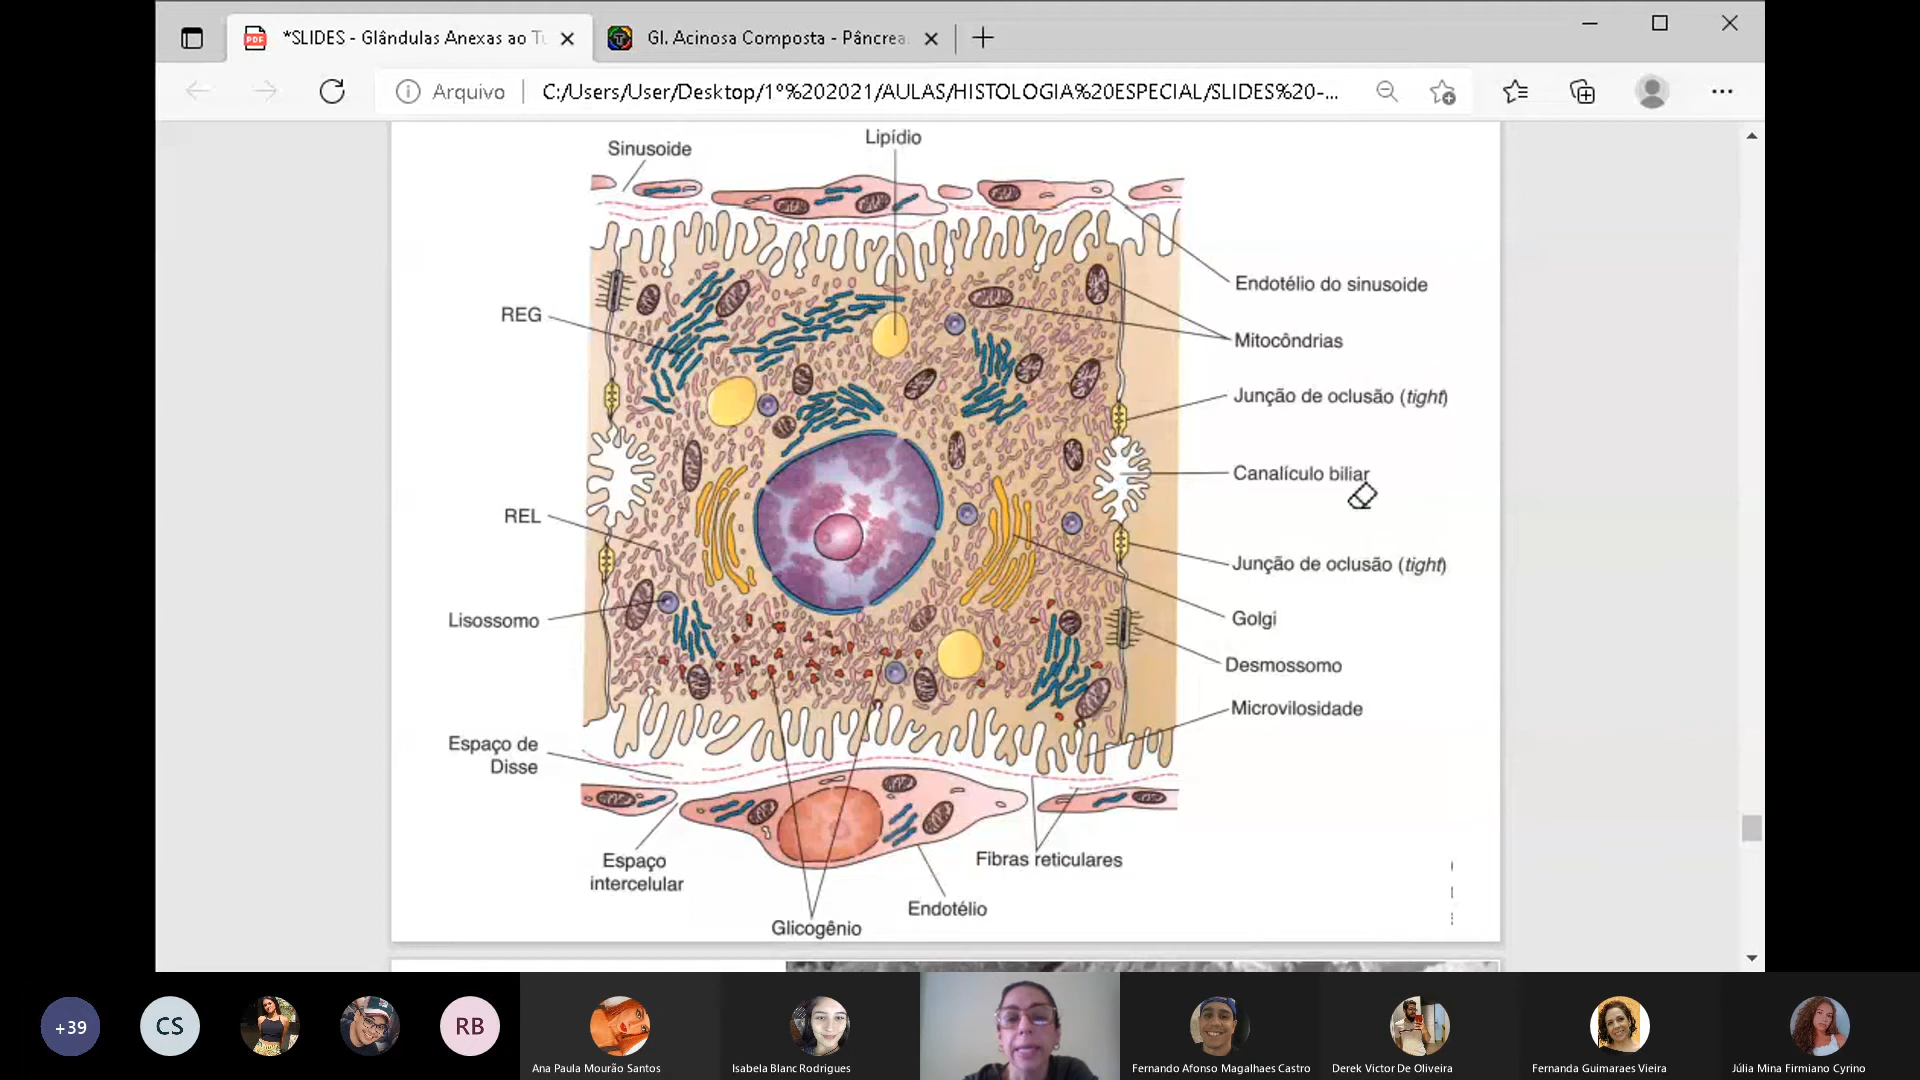 *SLIDES - Glândulas Anexas ao Tu
Gl. Acinosa Composta - Pâncrea
Arquivo
C:/Users/User/Desktop/1º%202021/AULAS/HISTOLOGIA%20ESPECIAL/SLIDES%20-...
Lipídio
Sinusoide
Endotélio do sinusoide
REG
Mitocôndrias
Junção de oclusão (tight)
Canalículo biliar
REL
Junção de oclusão (tight)
Lisossomo
Golgi
Desmossomo
Microvilosidade
Espaço de
Disse
Espaço
intercelular
Fibras reticulares
Endotélio
Glicogênio
+39
CS
RB
Ana Paula Mourão Santos
Isabela Blanc Rodrigues
Fernando Afonso Magalhaes Castro
Derek Victor De Oliveira
Fernanda Guimaraes Vieira
Júlia Mina Firmiano Cyrino